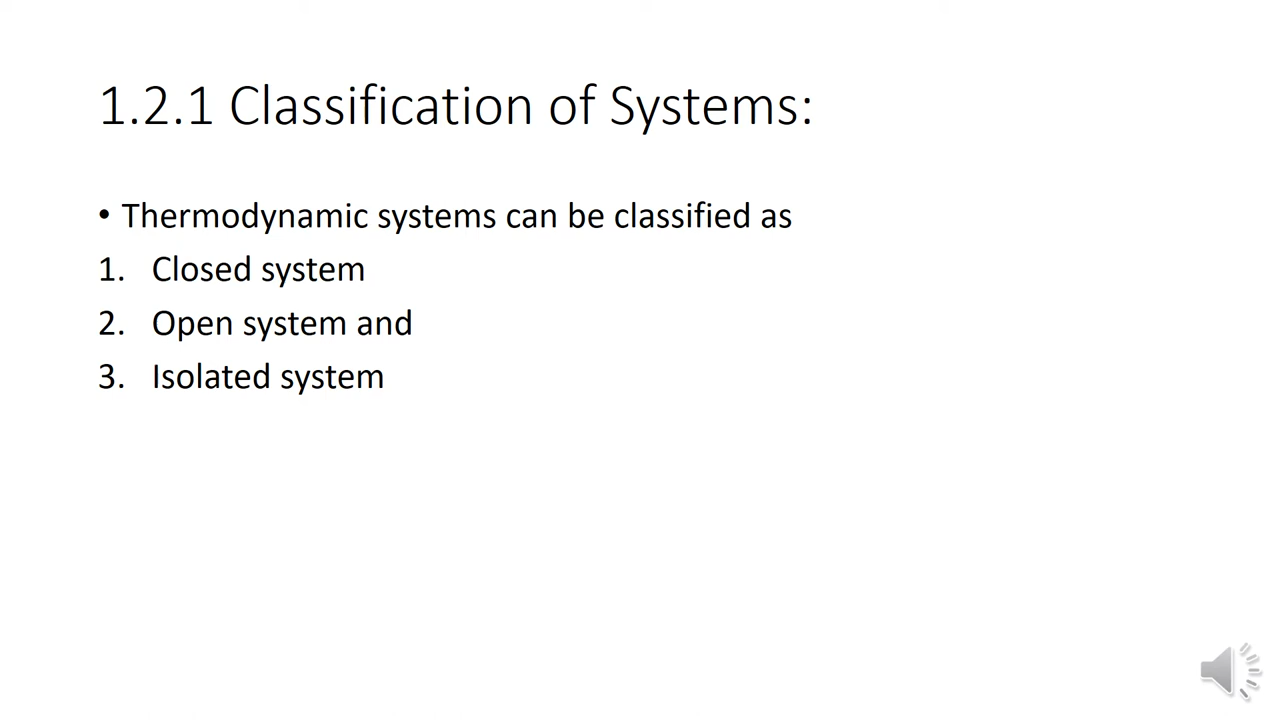 1.2.1 Classification of Systems:
• Thermodynamic systems can be classified as
1. Closed system
2. Open system and
3. Isolated system